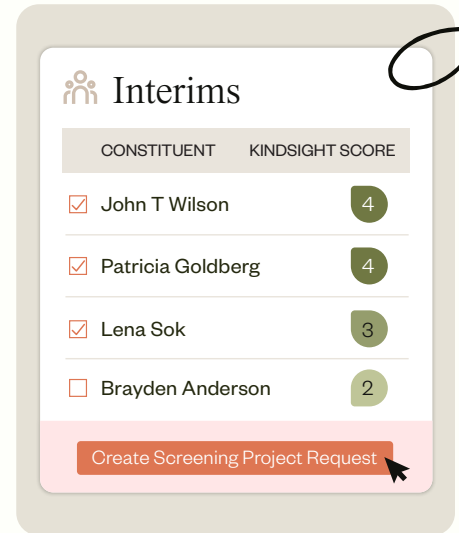 Interims
CONSTITUENT KINDSIGHT SCORE
John T Wilson 4
Patricia Goldberg 4
Lena Sok 3
Brayden Anderson 2
Create Screening Project Request